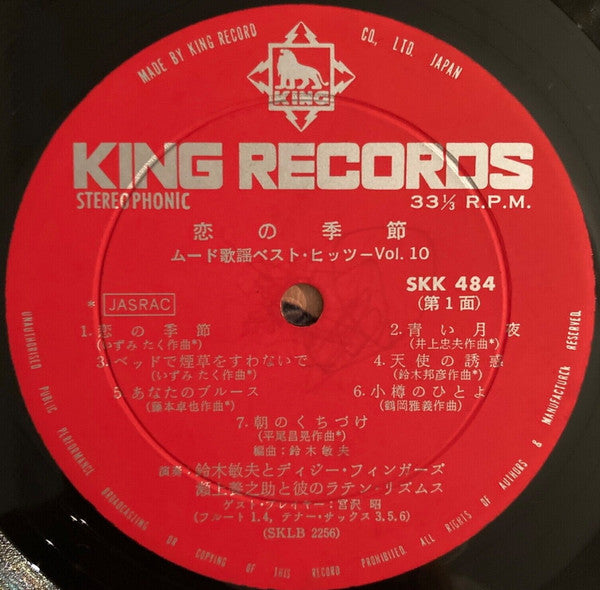 MADE BY KING RECORD CO., LTD. JAPAN
KING
KING RECORDS
STEREOPHONIC
33⅓ R.P.M.
恋の季節
ムード歌謡ベスト・ヒッツーVol. 10
SKK 484
* JASRAC
(第1面)
1.恋の季節
(いずみたく作曲*)
2.青い月夜
(井上忠夫作曲*)
3.ベッドで煙草をすわないで
(いずみたく作曲*)
4.天使の誘惑
(鈴木邦彦作曲*)
5.あなたのブルース
(藤本卓也作曲*)
6.小樽のひとよ
(鶴岡雅義作曲*)
7.朝のくちづけ
(平尾昌晃作曲*)
編曲:鈴木敏夫
演奏:鈴木敏夫とディジー・フィンガーズ
瀬上養之助と彼のラテン・リズムス
ゲスト・プレイヤー:宮沢 昭
(フルート1.4, テナー・サックス3.5.6)
(SKLB 2256)
UNAUTHORISED PUBLIC PERFORMANCE BROADCASTING OR COPYING OF THIS RECORD PROHIBITED. ALL RIGHTS OF AUTHORS & MANUFACTURER RESERVED.